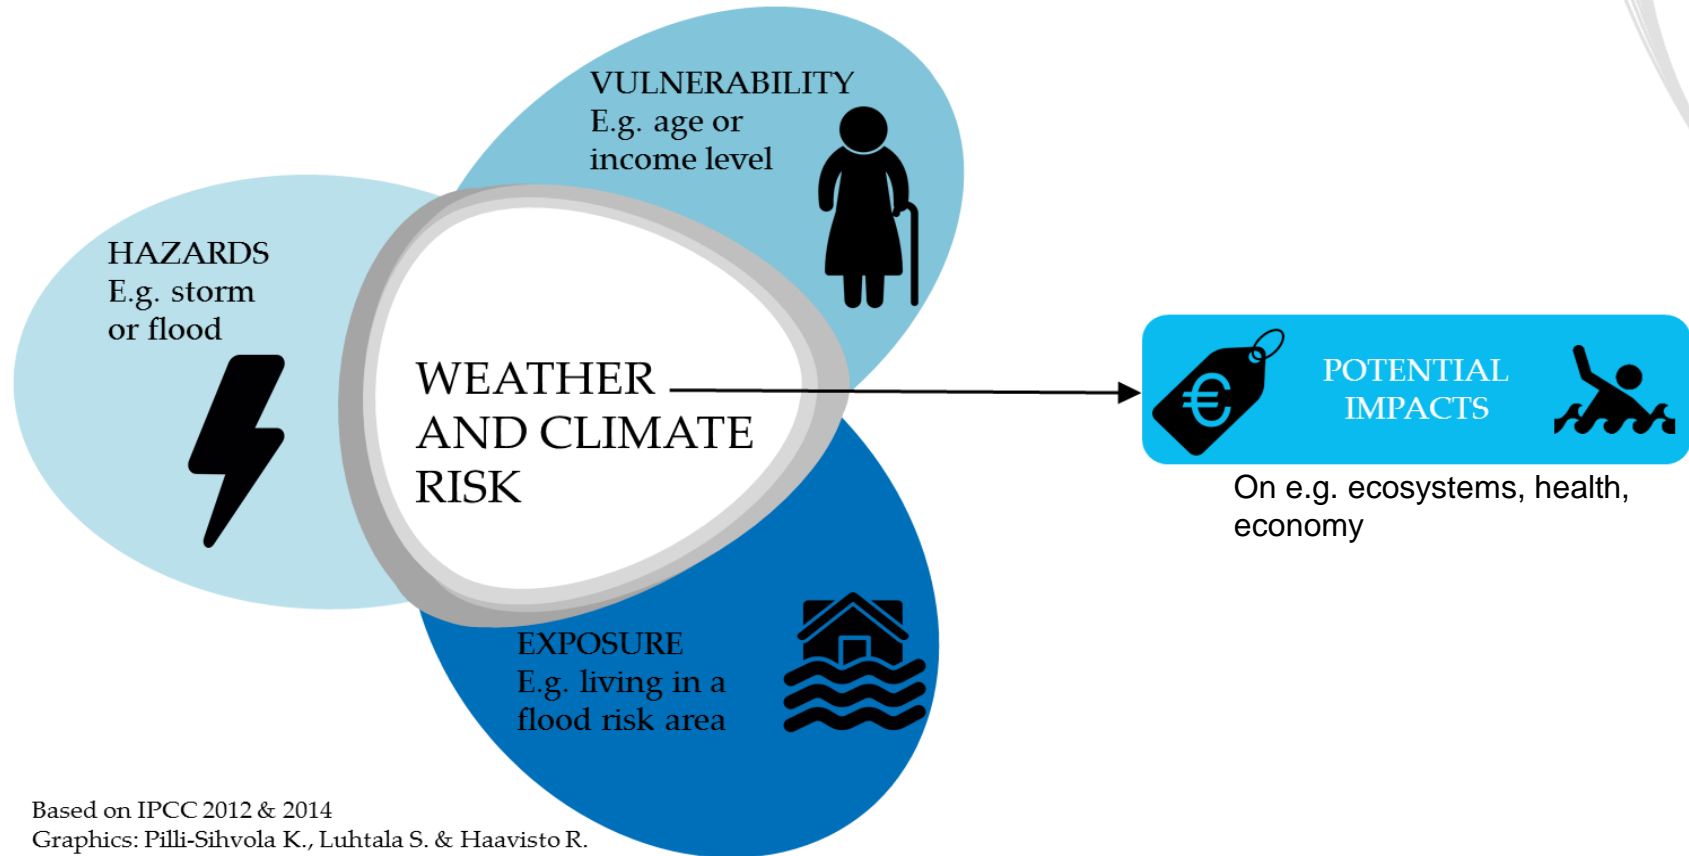 VULNERABILITY
E.g. age or
income level
HAZARDS
E.g. storm
or flood
WEATHER
AND CLIMATE
RISK
€
POTENTIAL
IMPACTS
On e.g. ecosystems, health,
economy
EXPOSURE
E.g. living in a
flood risk area
Based on IPCC 2012 & 2014
Graphics: Pilli-Sihvola K., Luhtala S. & Haavisto R.